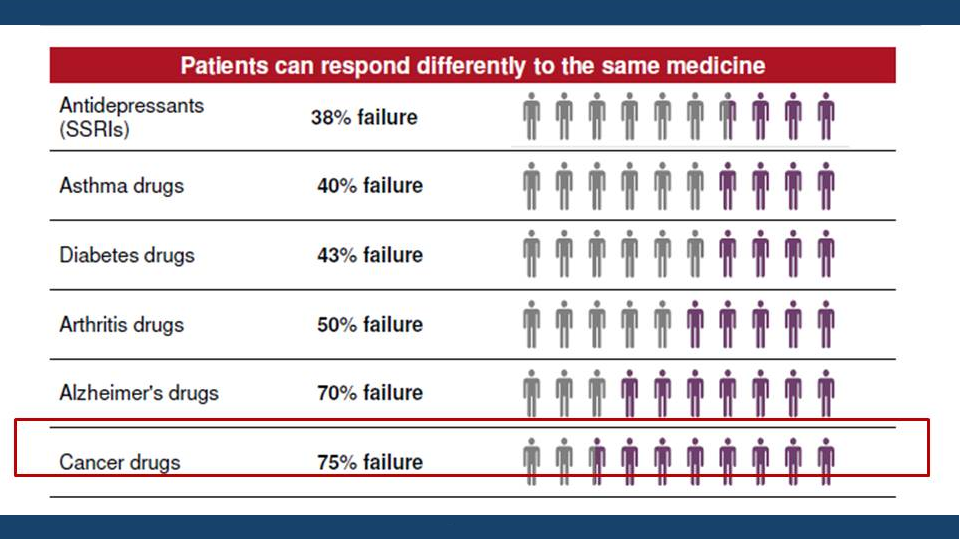 Patients can respond differently to the same medicine
Antidepressants
(SSRIs)
38% failure
Asthma drugs
40% failure
Diabetes drugs
43% failure
Arthritis drugs
50% failure
Alzheimer's drugs
70% failure
Cancer drugs
75% failure